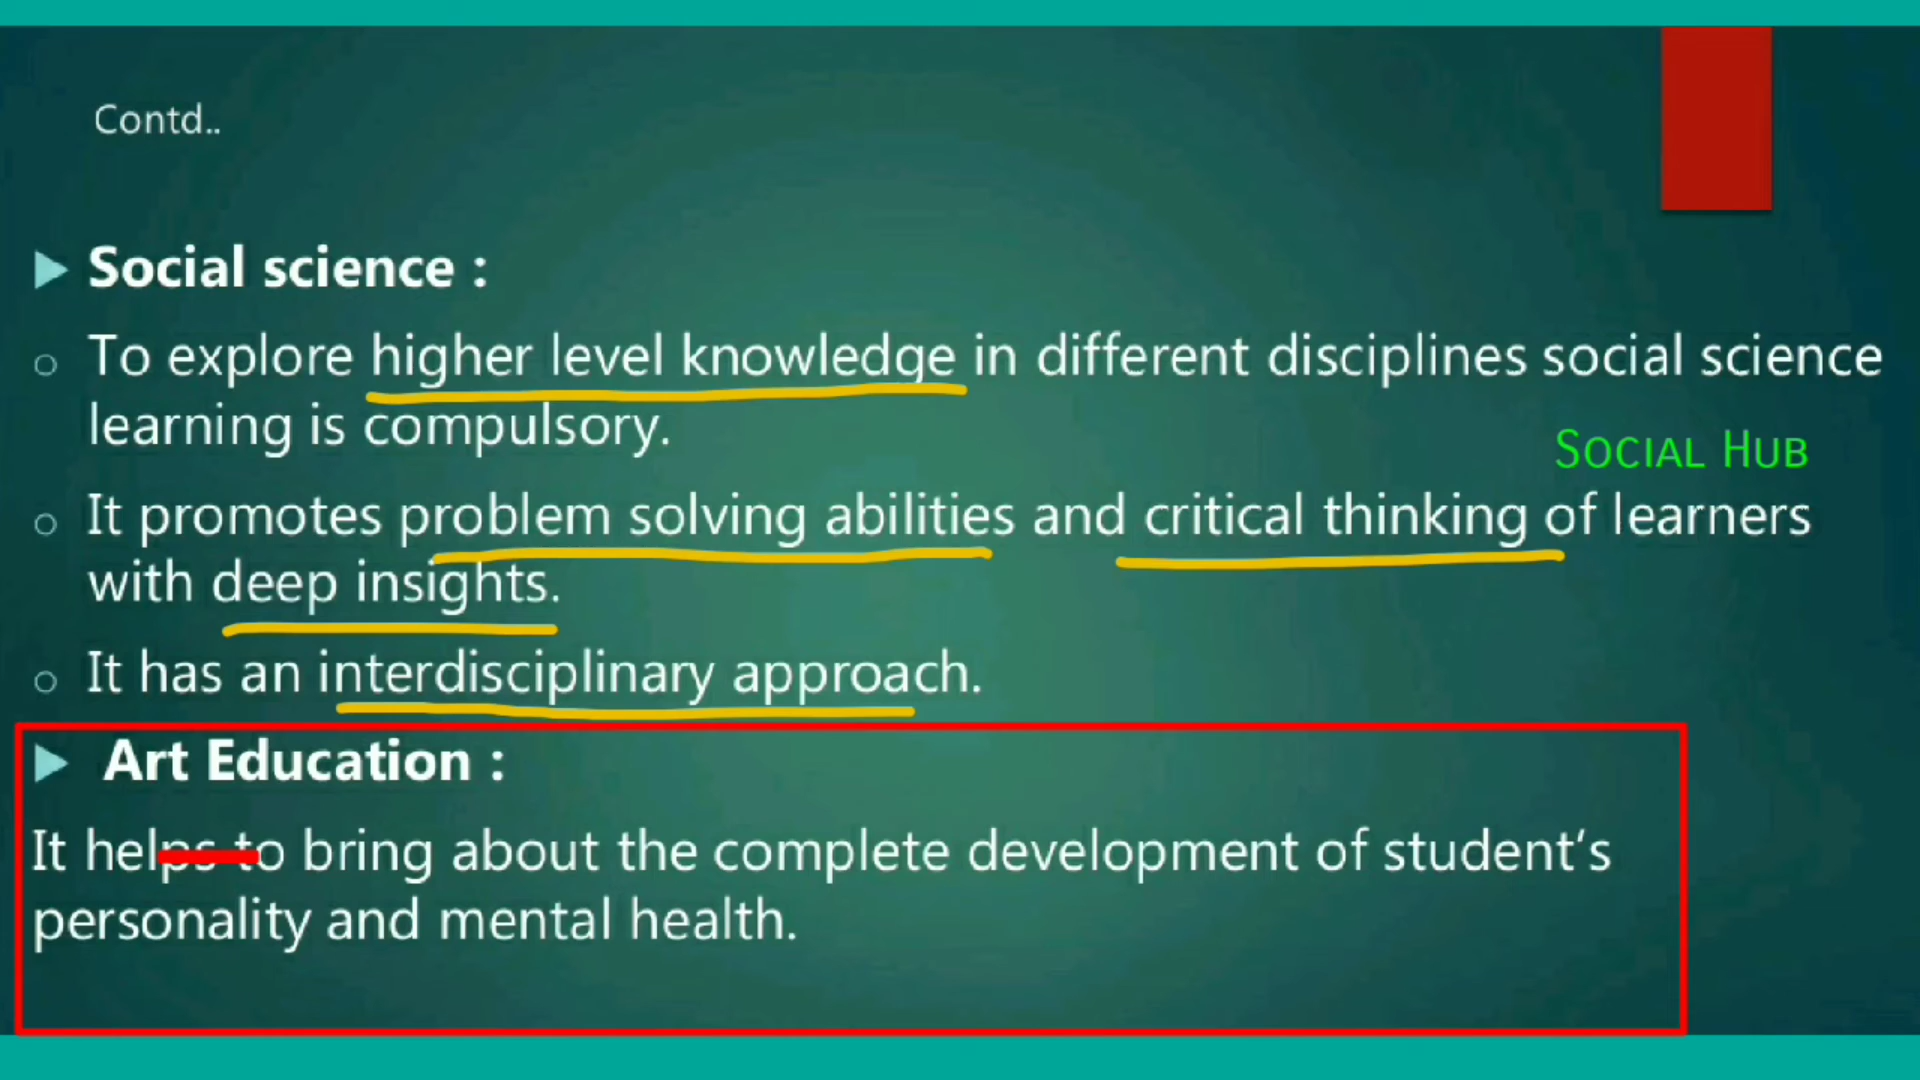 Contd..
Social science :
To explore higher level knowledge in different disciplines social science
learning is compulsory.
SOCIAL HUB
It promotes problem solving abilities and critical thinking of learners
with deep insights.
It has an interdisciplinary approach.
Art Education :
It helps to bring about the complete development of student‘s
personality and mental health.